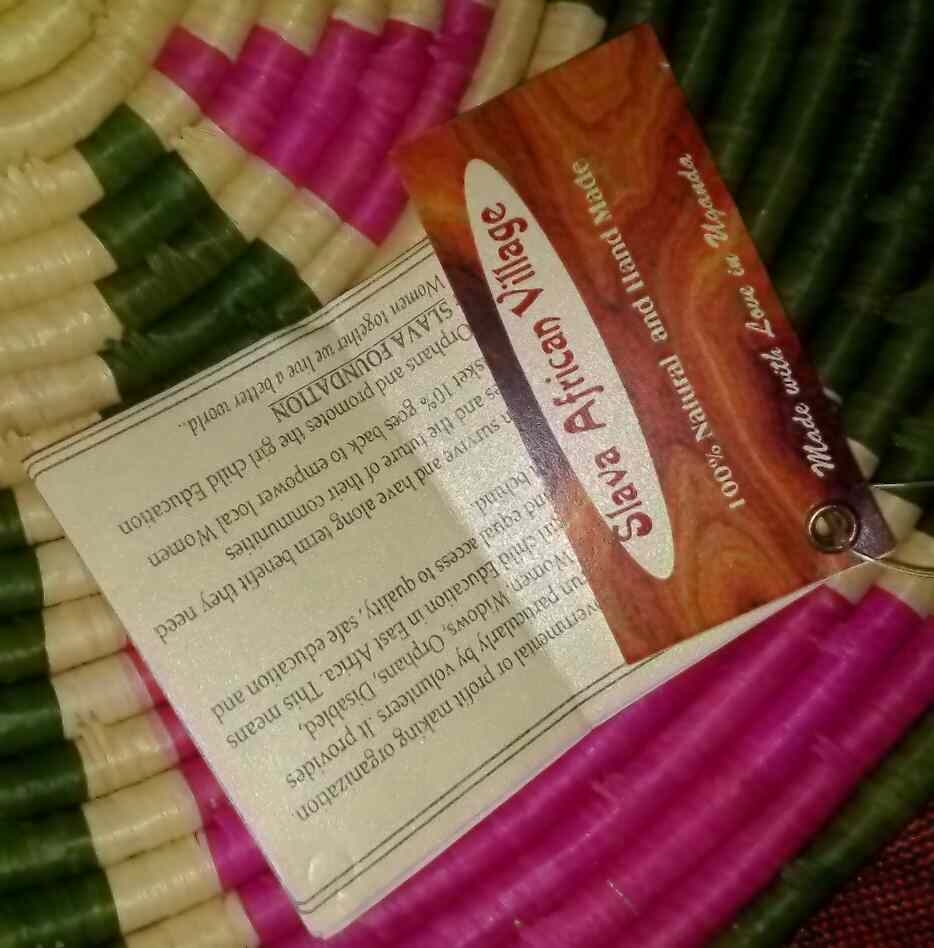 Slava African Village
100% Natural and Hand Made
Made with Love in Uganda
or profit making organization.
run particularly by volunteers. It provides
Women, Widows, Orphans, Disabled,
Child Education in East Africa. This means
and equal access to quality, safe education and
behind.
survive and have along term benefit they need
and the future of their communities
10% goes back to empower local Women
Orphans and promotes the girl child Education
SLAVA FOUNDATION
Women together we live a better world..